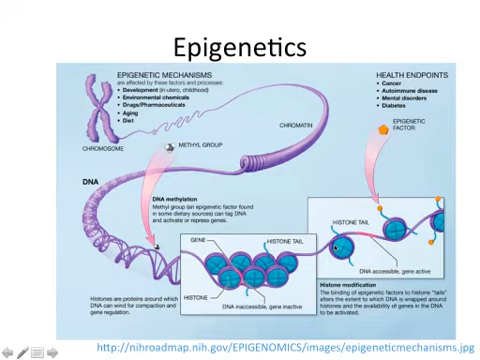 Epigenetics
EPIGENETIC MECHANISMS
are affected by these factors and processes:
• Development (in utero, childhood)
• Environmental chemicals
• Drugs/Pharmaceuticals
• Aging
• Diet
HEALTH ENDPOINTS
• Cancer
• Autoimmune disease
• Mental disorders
• Diabetes
EPIGENETIC
FACTOR
CHROMATIN
METHYL GROUP
CHROMOSOME
DNA
DNA methylation
Methyl group (an epigenetic factor found
in some dietary sources) can tag DNA
and activate or repress genes.
HISTONE TAIL
GENE
HISTONE TAIL
DNA accessible, gene active
Histone modification
The binding of epigenetic factors to histone "tails"
alters the extent to which DNA is wrapped around
histones and the availability of genes in the DNA
to be activated.
Histones are proteins around which
DNA can wind for compaction and
gene regulation.
HISTONE
DNA inaccessible, gene inactive
http://nihroadmap.nih.gov/EPIGENOMICS/images/epigeneticmechanisms.jpg